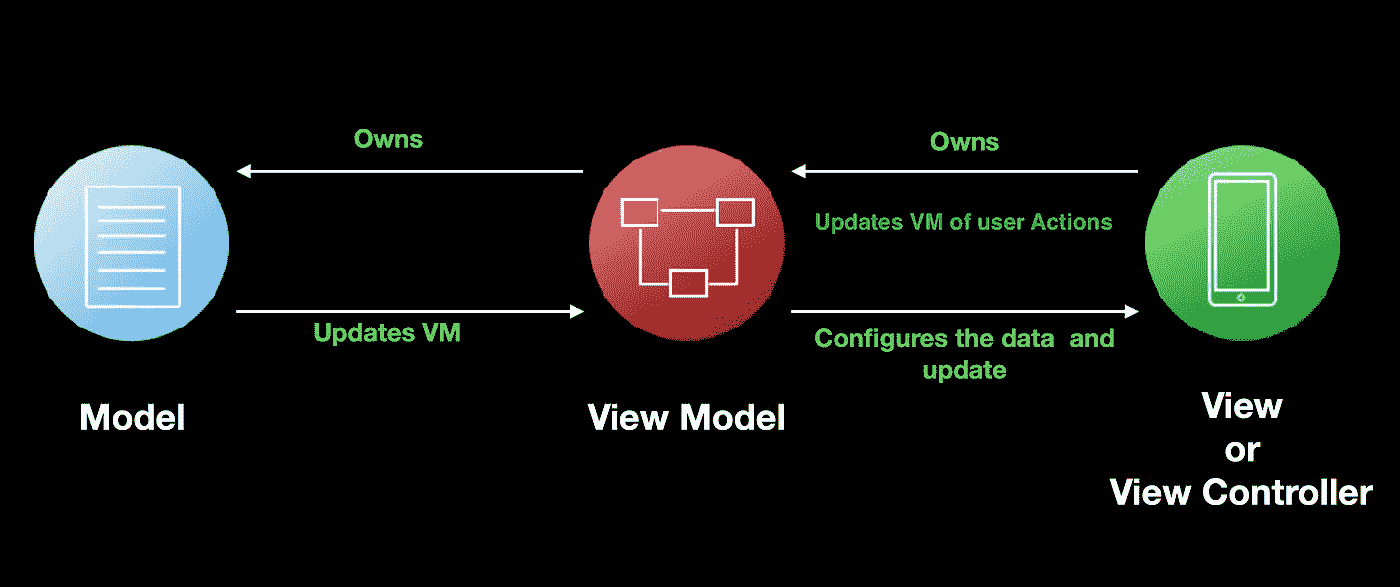 Owns
Owns
Updates VM of user Actions
Updates VM
Configures the data and
update
Model
View Model
View
or
View Controller